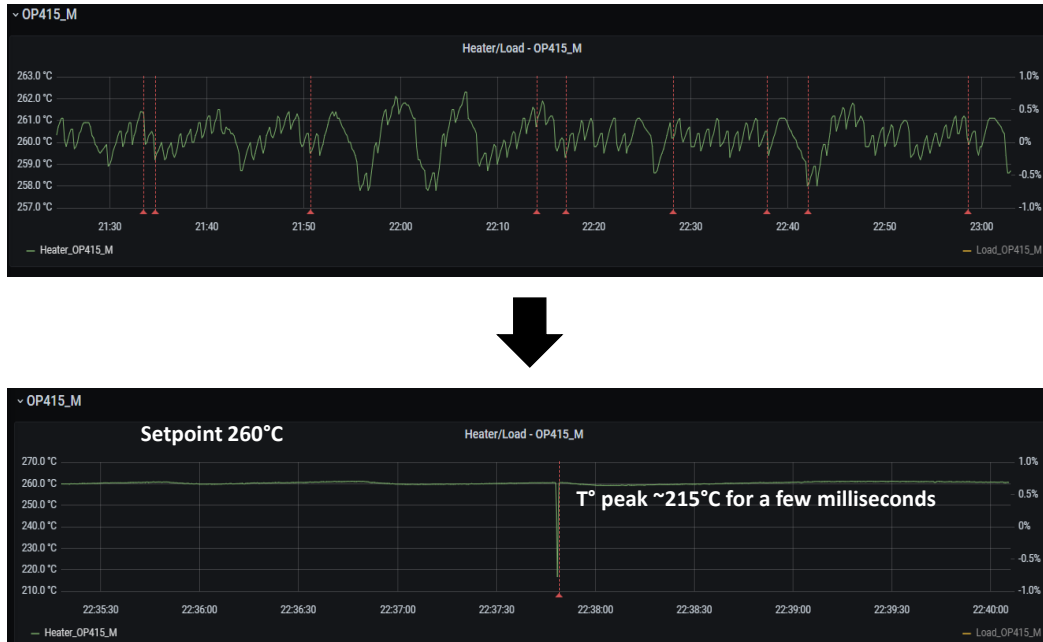 OP415_M
Heater/Load - OP415_M
263.0 °C
262.0 °C
261.0 °C
260.0 °C
259.0 °C
258.0 °C
257.0 °C
1.0%
0.5%
0%
-0.5%
-1.0%
21:30 21:40 21:50 22:00 22:10 22:20 22:30 22:40 22:50 23:00
Heater_OP415_M Load_OP415_M
OP415_M
Setpoint 260°C
Heater/Load - OP415_M
270.0 °C
260.0 °C
250.0 °C
240.0 °C
230.0 °C
220.0 °C
210.0 °C
T° peak ~215°C for a few milliseconds
1.0%
0.5%
0%
-0.5%
-1.0%
22:35:30 22:36:00 22:36:30 22:37:00 22:37:30 22:38:00 22:38:30 22:39:00 22:39:30 22:40:00
Heater_OP415_M Load_OP415_M